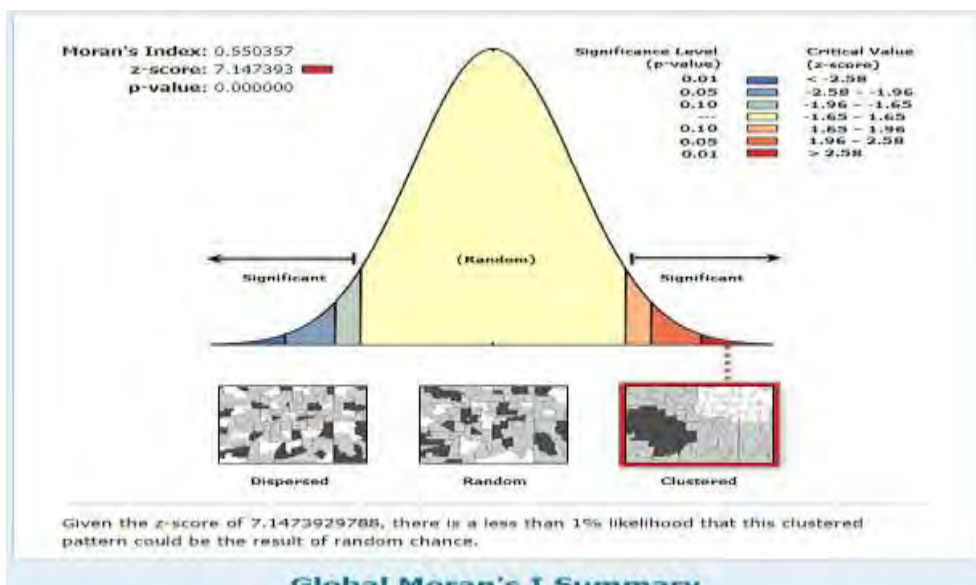 Moran's Index: 0.550357
z-score: 7.147393
p-value: 0.000000
Significance Level
(p-value)
Critical Value
(z-score)
0.01 < -2.58
0.05 -2.58 - -1.96
0.10 -1.96 - -1.65
--- -1.65 - 1.65
0.10 1.65 - 1.96
0.05 1.96 - 2.58
0.01 > 2.58
Significant
(Random)
Significant
Dispersed
Random
Clustered
Given the z-score of 7.1473929788, there is a less than 1% likelihood that this clustered
pattern could be the result of random chance.
Global Moran's I Summary